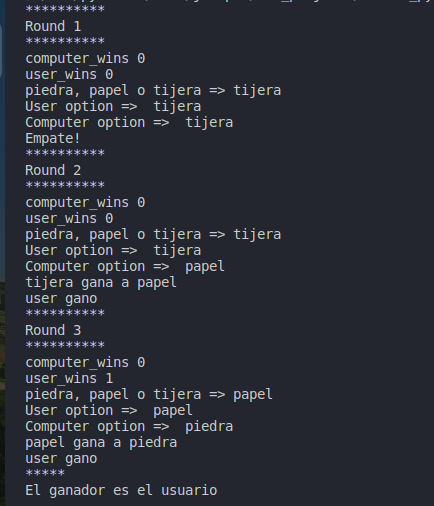 **********
Round 1
**********
computer_wins 0
user_wins 0
piedra, papel o tijera => tijera
User option =>  tijera
Computer option =>  tijera
Empate!
**********
Round 2
**********
computer_wins 0
user_wins 0
piedra, papel o tijera => tijera
User option =>  tijera
Computer option =>  papel
tijera gana a papel
user gano
**********
Round 3
**********
computer_wins 0
user_wins 1
piedra, papel o tijera => papel
User option =>  papel
Computer option =>  piedra
papel gana a piedra
user gano
*****
El ganador es el usuario